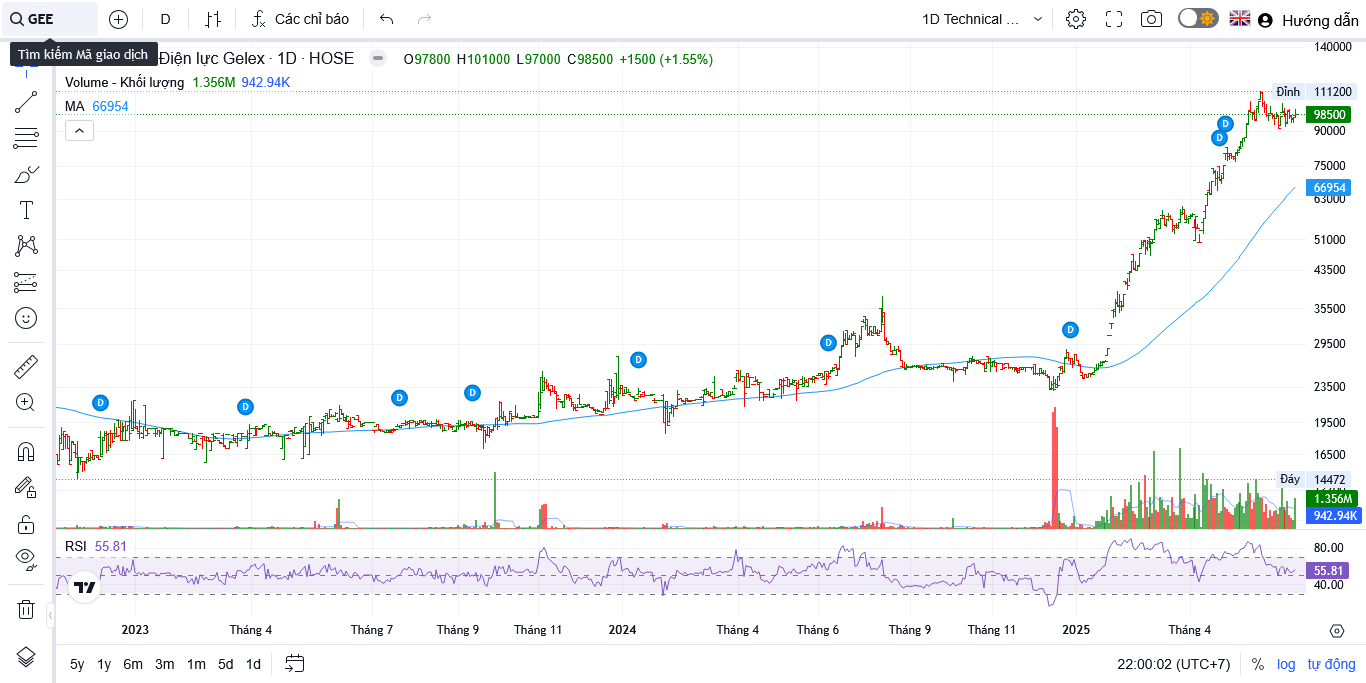 GEE
D
Các chỉ báo
1D Technical ...
Hướng dẫn
Tìm kiếm Mã giao dịch
Điện lực Gelex · 1D · HOSE
O97800 H101000 L97000 C98500 +1500 (+1.55%)
Volume - Khối lượng 1.356M 942.94K
MA 66954
140000
Đỉnh 111200
98500
90000
75000
66954
63000
51000
43500
35500
29500
23500
19500
16500
Đáy 14472
1.356M
942.94K
D
D
D
D
D
D
D
D
D
RSI 55.81
80.00
55.81
40.00
2023 Tháng 4 Tháng 7 Tháng 9 Tháng 11 2024 Tháng 4 Tháng 6 Tháng 9 Tháng 11 2025 Tháng 4
5y 1y 6m 3m 1m 5d 1d
22:00:02 (UTC+7) % log tự động